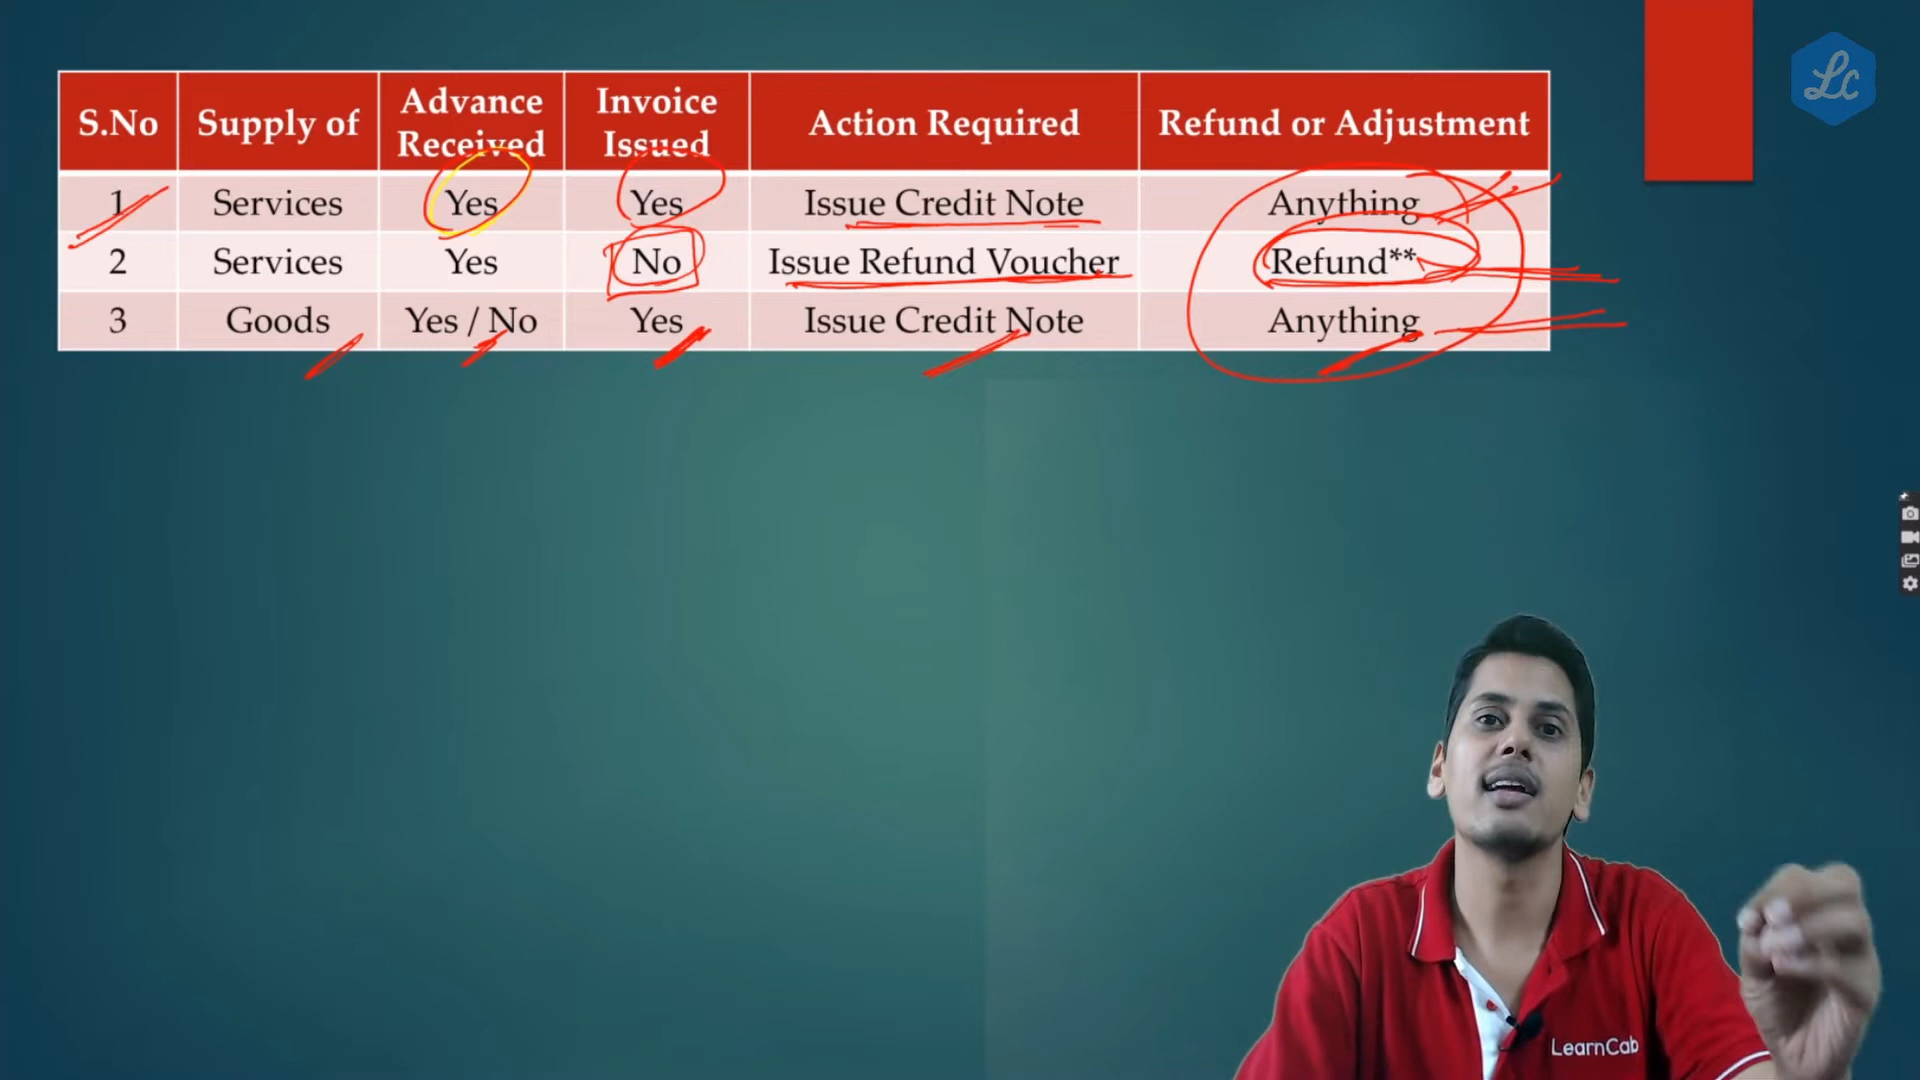 S.No Supply of Advance Received Invoice Issued Action Required Refund or Adjustment
1 Services Yes Yes Issue Credit Note Anything
2 Services Yes No Issue Refund Voucher Refund**
3 Goods Yes / No Yes Issue Credit Note Anything
Lc
LearnCab